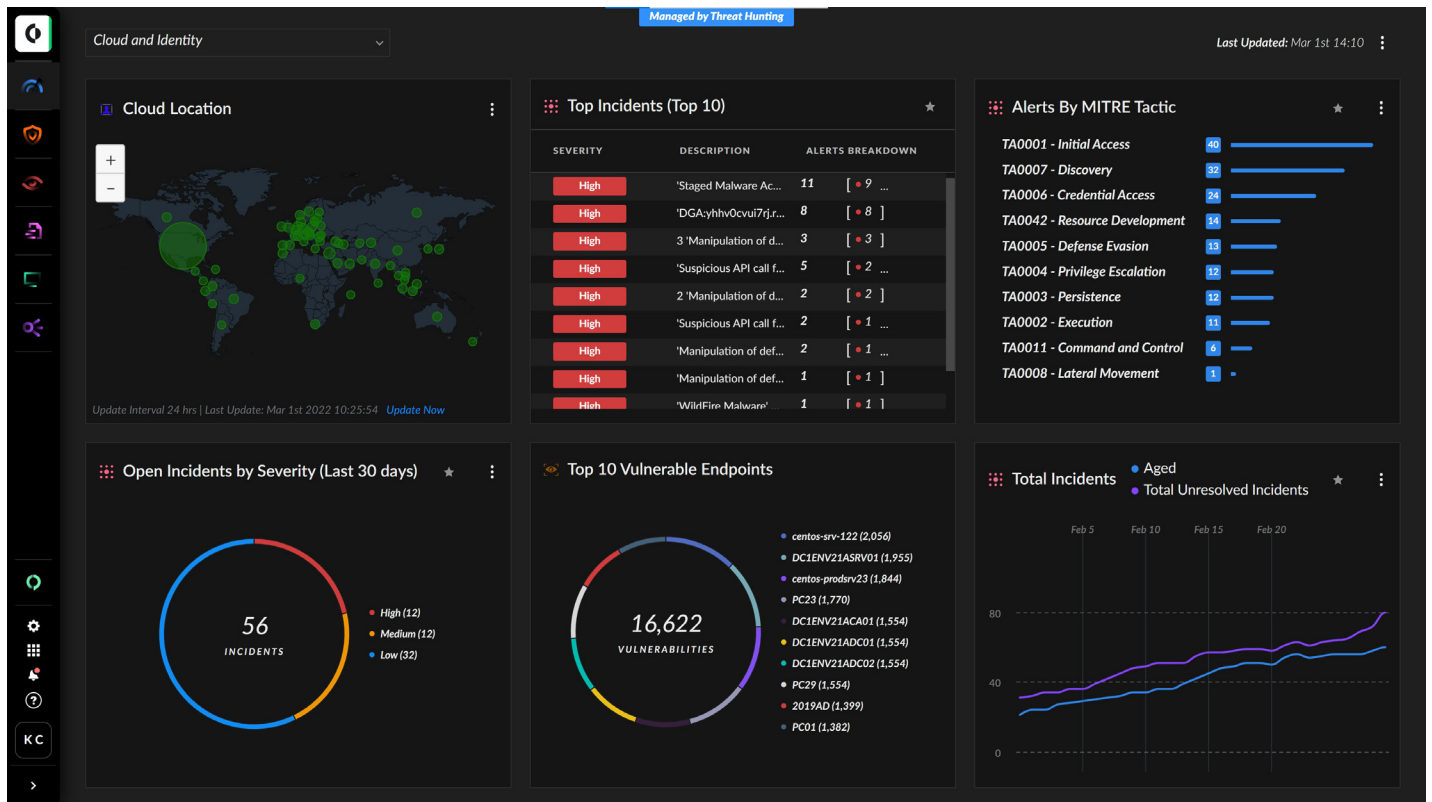 Managed by Threat Hunting
Cloud and Identity
Last Updated: Mar 1st 14:10
Cloud Location
+
−
Update Interval 24 hrs | Last Update: Mar 1st 2022 10:25:54 Update Now
Top Incidents (Top 10)
SEVERITY DESCRIPTION ALERTS BREAKDOWN
High 'Staged Malware Ac... 11 [ • 9 ...
High 'DGA:yhhv0cvui7rj.r... 8 [ • 8 ]
High 3 'Manipulation of d... 3 [ • 3 ]
High 'Suspicious API call f... 5 [ • 2 ...
High 2 'Manipulation of d... 2 [ • 2 ]
High 'Suspicious API call f... 2 [ • 1 ...
High 'Manipulation of def... 2 [ • 1 ...
High 'Manipulation of def... 1 [ • 1 ]
High 'WildFire Malware' ... 1 [ • 1 ]
Alerts By MITRE Tactic
TA0001 - Initial Access 40
TA0007 - Discovery 32
TA0006 - Credential Access 24
TA0042 - Resource Development 14
TA0005 - Defense Evasion 13
TA0004 - Privilege Escalation 12
TA0003 - Persistence 12
TA0002 - Execution 11
TA0011 - Command and Control 6
TA0008 - Lateral Movement 1
Open Incidents by Severity (Last 30 days)
56
INCIDENTS
High (12)
Medium (12)
Low (32)
Top 10 Vulnerable Endpoints
16,622
VULNERABILITIES
centos-srv-122 (2,056)
DC1ENV21ASRV01 (1,955)
centos-prodsrv23 (1,844)
PC23 (1,770)
DC1ENV21ACA01 (1,554)
DC1ENV21ADC01 (1,554)
DC1ENV21ADC02 (1,554)
PC29 (1,554)
2019AD (1,399)
PC01 (1,382)
Total Incidents
Aged
Total Unresolved Incidents
Feb 5 Feb 10 Feb 15 Feb 20
80
40
0
?
KC